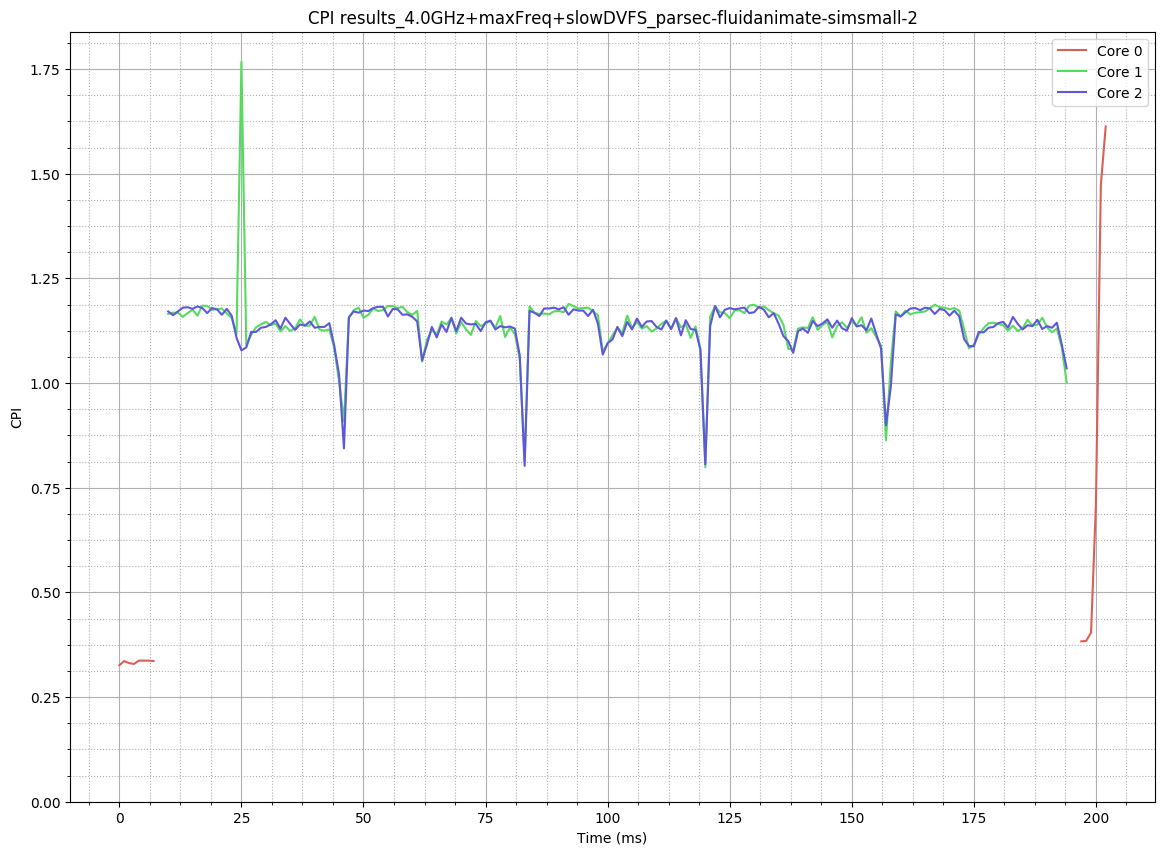 CPI results_4.0GHz+maxFreq+slowDVFS_parsec-fluidanimate-simsmall-2
Core 0
Core 1
Core 2
1.75
1.50
1.25
1.00
0.75
0.50
0.25
0.00
CPI
0 25 50 75 100 125 150 175 200
Time (ms)